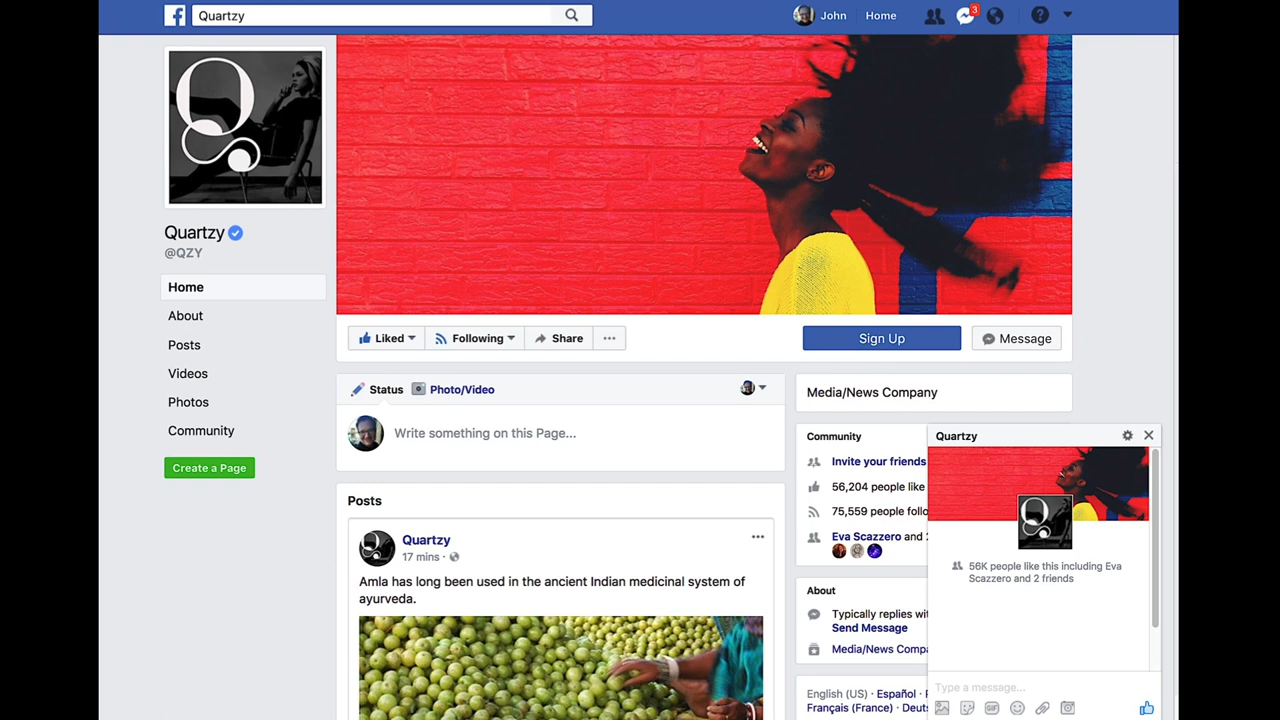 Quartzy
John
Home
3
Quartzy
@QZY
Home
About
Posts
Videos
Photos
Community
Create a Page
Liked
Following
Share
Sign Up
Message
Status
Photo/Video
Write something on this Page...
Posts
Quartzy
17 mins ·
Amla has long been used in the ancient Indian medicinal system of
ayurveda.
Media/News Company
Community
Invite your friends
56,204 people like
75,559 people follo
Eva Scazzero and 2
About
Typically replies wit
Send Message
Media/News Compa
English (US) · Español ·
Français (France) · Deuts
Quartzy
Q
56K people like this including Eva
Scazzero and 2 friends
Type a message...
GIF